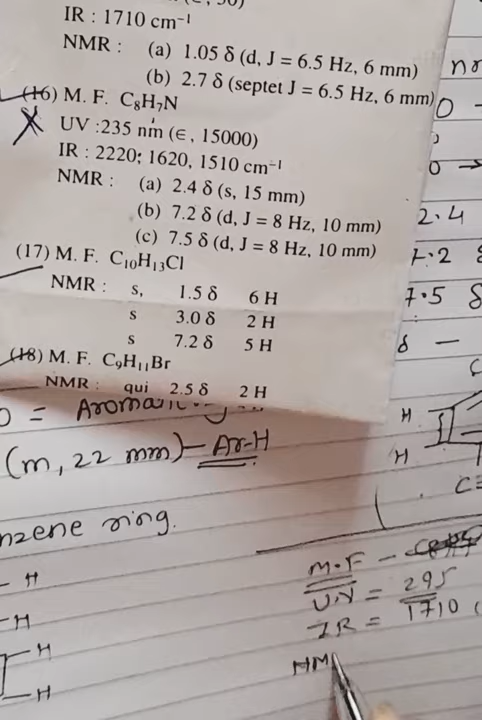 IR : 1710 cm⁻¹
NMR : (a) 1.05 δ (d, J = 6.5 Hz, 6 mm)
(b) 2.7 δ (septet J = 6.5 Hz, 6 mm)
(16) M. F. C₈H₇N
UV :235 nm (∈, 15000)
IR : 2220; 1620, 1510 cm⁻¹
NMR : (a) 2.4 δ (s, 15 mm)
(b) 7.2 δ (d, J = 8 Hz, 10 mm)
(c) 7.5 δ (d, J = 8 Hz, 10 mm)
(17) M. F. C₁₀H₁₃Cl
NMR : s, 1.5 δ 6 H
s 3.0 δ 2 H
s 7.2 δ 5 H
(18) M. F. C₉H₁₁Br
NMR : qui 2.5 δ 2 H
(m, 22 mm) - Ar-H
nzene ring.
- H
- H
- H
- H
2.4
7.2 δ
7.5 δ
δ -
H
H
M.F -
U.V = 295
IR = 1710